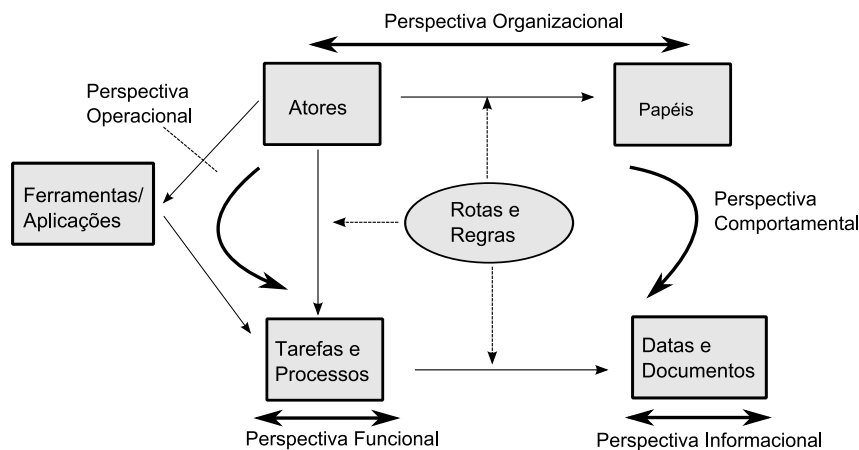 Perspectiva Organizacional
Perspectiva
Operacional
Atores
Papéis
Ferramentas/
Aplicações
Rotas e
Regras
Perspectiva
Comportamental
Tarefas e
Processos
Datas e
Documentos
Perspectiva Funcional
Perspectiva Informacional